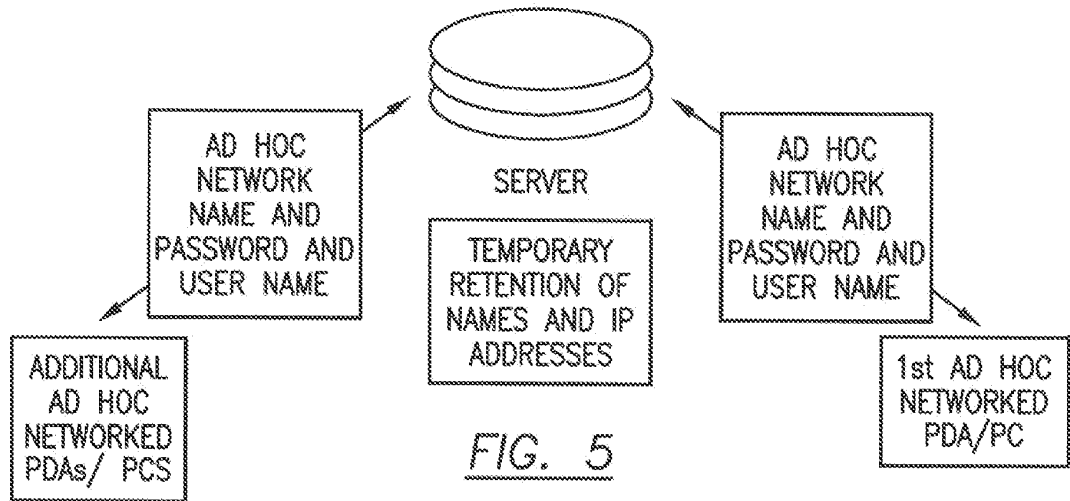 AD HOC
NETWORK
NAME AND
PASSWORD AND
USER NAME
SERVER
AD HOC
NETWORK
NAME AND
PASSWORD AND
USER NAME
TEMPORARY
RETENTION OF
NAMES AND IP
ADDRESSES
ADDITIONAL
AD HOC
NETWORKED
PDAs/ PCS
1st AD HOC
NETWORKED
PDA/PC
FIG. 5